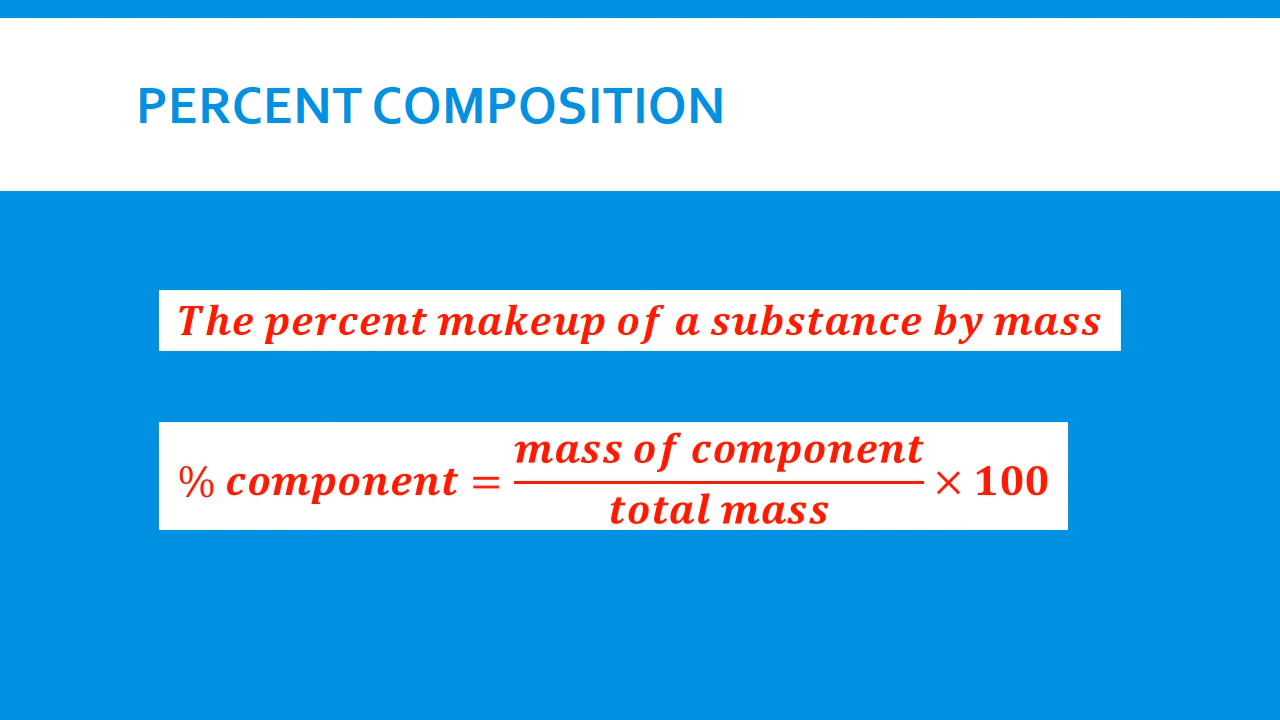 PERCENT COMPOSITION
The percent makeup of a substance by mass
% component = mass of component / total mass × 100